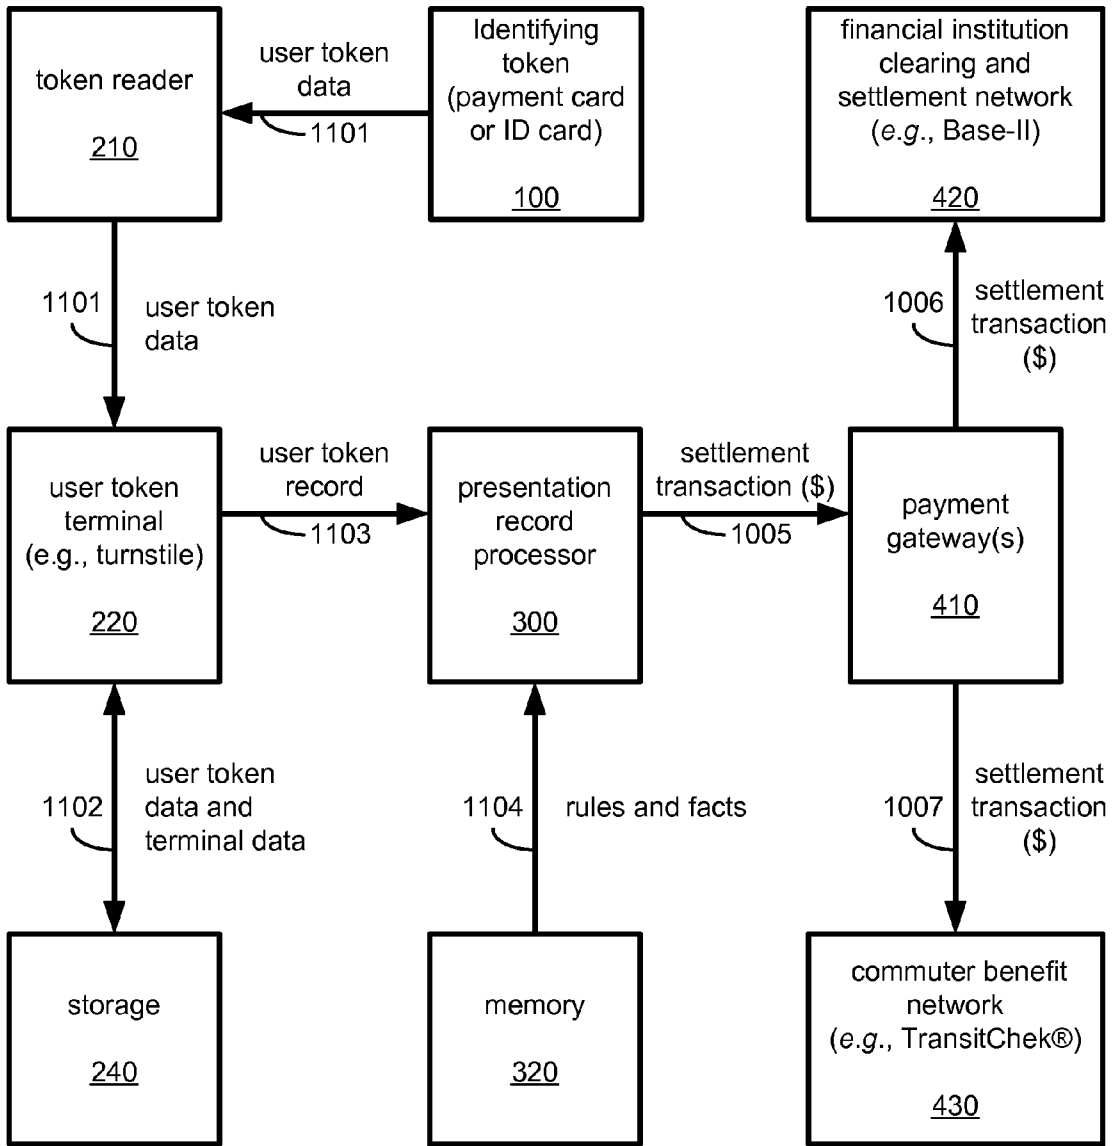 token reader
210
user token
data
1101
Identifying
token
(payment card
or ID card)
100
financial institution
clearing and
settlement network
(e.g., Base-II)
420
1101
user token
data
1006
settlement
transaction
($)
user token
terminal
(e.g., turnstile)
220
user token
record
1103
presentation
record
processor
300
settlement
transaction ($)
1005
payment
gateway(s)
410
1102
user token
data and
terminal data
1104
rules and facts
1007
settlement
transaction
($)
storage
240
memory
320
commuter benefit
network
(e.g., TransitChek®)
430